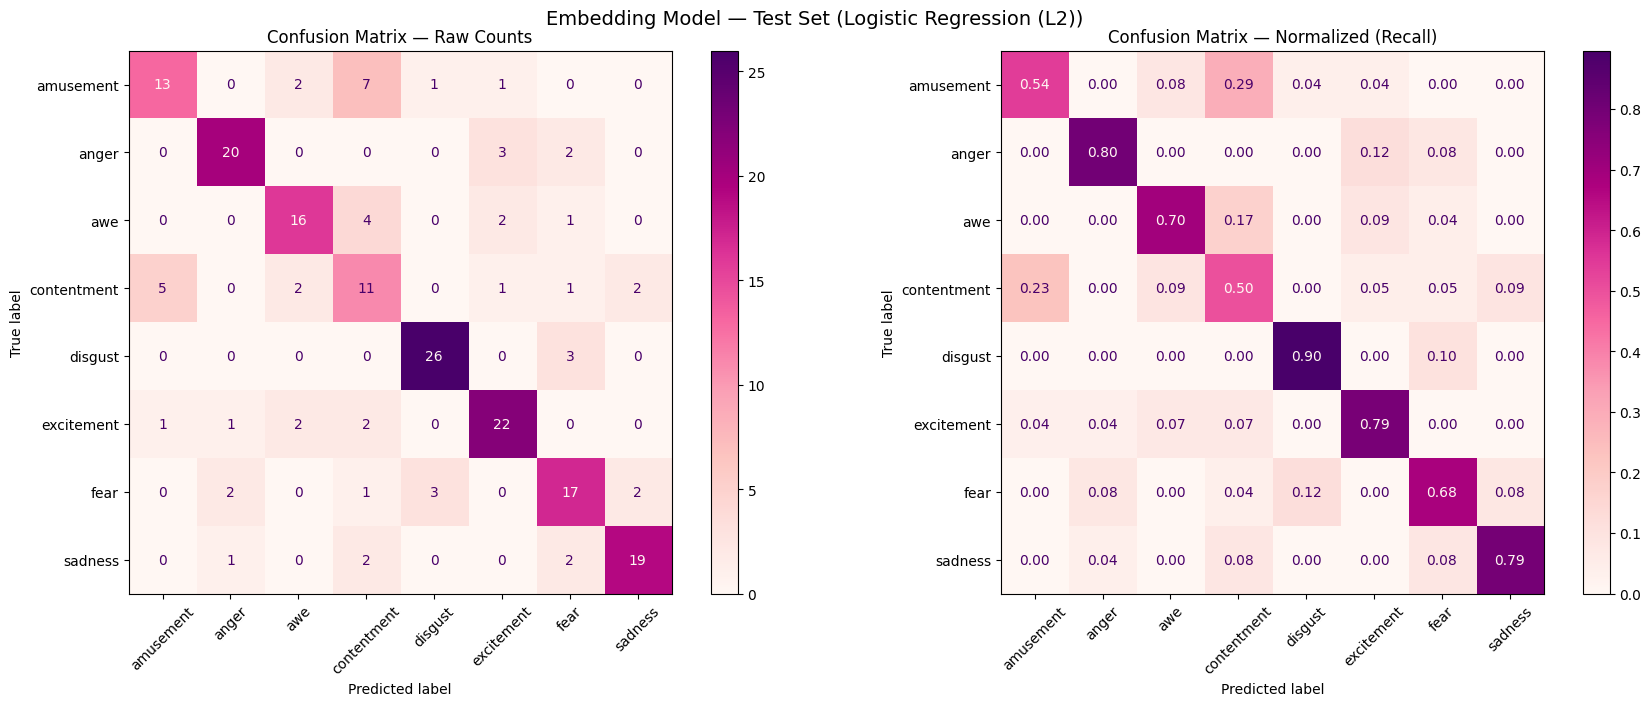 Embedding Model — Test Set (Logistic Regression (L2))
Confusion Matrix — Raw Counts
True label
amusement 13 0 2 7 1 1 0 0
anger 0 20 0 0 0 3 2 0
awe 0 0 16 4 0 2 1 0
contentment 5 0 2 11 0 1 1 2
disgust 0 0 0 0 26 0 3 0
excitement 1 1 2 2 0 22 0 0
fear 0 2 0 1 3 0 17 2
sadness 0 1 0 2 0 0 2 19
amusement anger awe contentment disgust excitement fear sadness
Predicted label
25
20
15
10
5
0
Confusion Matrix — Normalized (Recall)
True label
amusement 0.54 0.00 0.08 0.29 0.04 0.04 0.00 0.00
anger 0.00 0.80 0.00 0.00 0.00 0.12 0.08 0.00
awe 0.00 0.00 0.70 0.17 0.00 0.09 0.04 0.00
contentment 0.23 0.00 0.09 0.50 0.00 0.05 0.05 0.09
disgust 0.00 0.00 0.00 0.00 0.90 0.00 0.10 0.00
excitement 0.04 0.04 0.07 0.07 0.00 0.79 0.00 0.00
fear 0.00 0.08 0.00 0.04 0.12 0.00 0.68 0.08
sadness 0.00 0.04 0.00 0.08 0.00 0.00 0.08 0.79
amusement anger awe contentment disgust excitement fear sadness
Predicted label
0.8
0.7
0.6
0.5
0.4
0.3
0.2
0.1
0.0